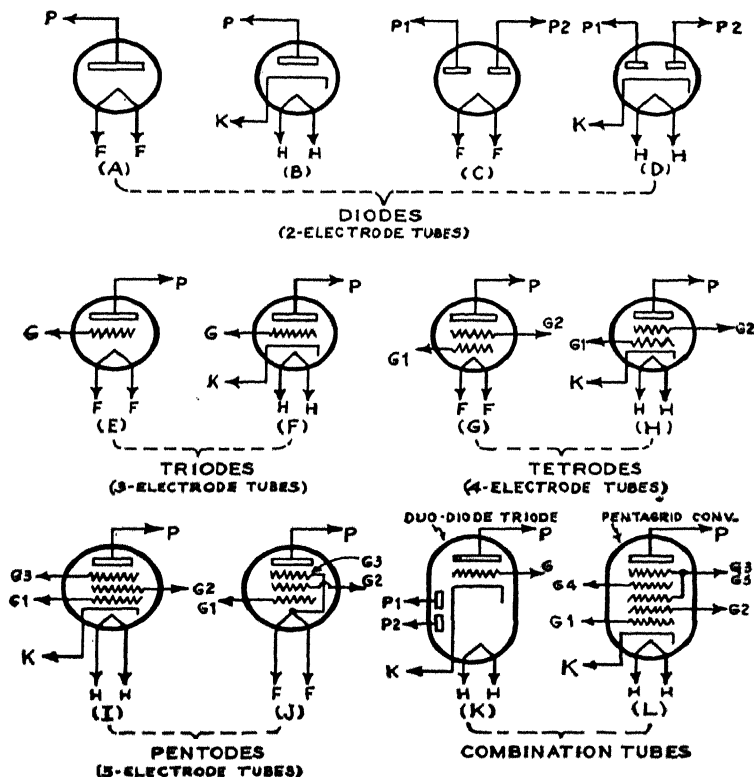 P P P1 P2 P1 P2
K K
F F H H F F H H
(A) (B) (C) (D)
DIODES
(2-ELECTRODE TUBES)
P P P P
G G G2 G2
G1 G1
K K
F F H H F F H H
(E) (F) (G) (H)
TRIODES TETRODES
(3-ELECTRODE TUBES) (4-ELECTRODE TUBES)
DUO-DIODE TRIODE PENTAGRID CONV.
P P P P
G3 G3 G G3
G2 G2 G4 G5
G1 G1 P1 G2
P2 G1
K K K
H H F F H H H H
(I) (J) (K) (L)
PENTODES COMBINATION TUBES
(5-ELECTRODE TUBES)